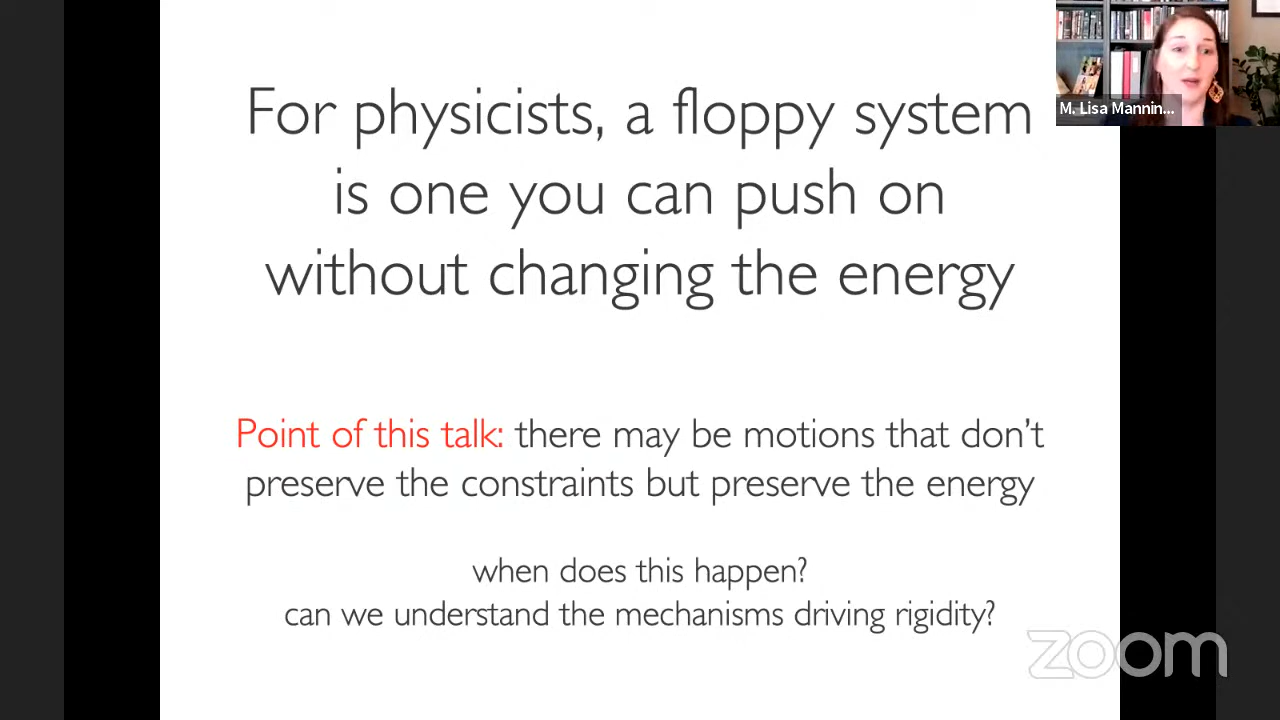 For physicists, a floppy system
is one you can push on
without changing the energy
Point of this talk: there may be motions that don't
preserve the constraints but preserve the energy
when does this happen?
can we understand the mechanisms driving rigidity?
M. Lisa Mannin...
zoom